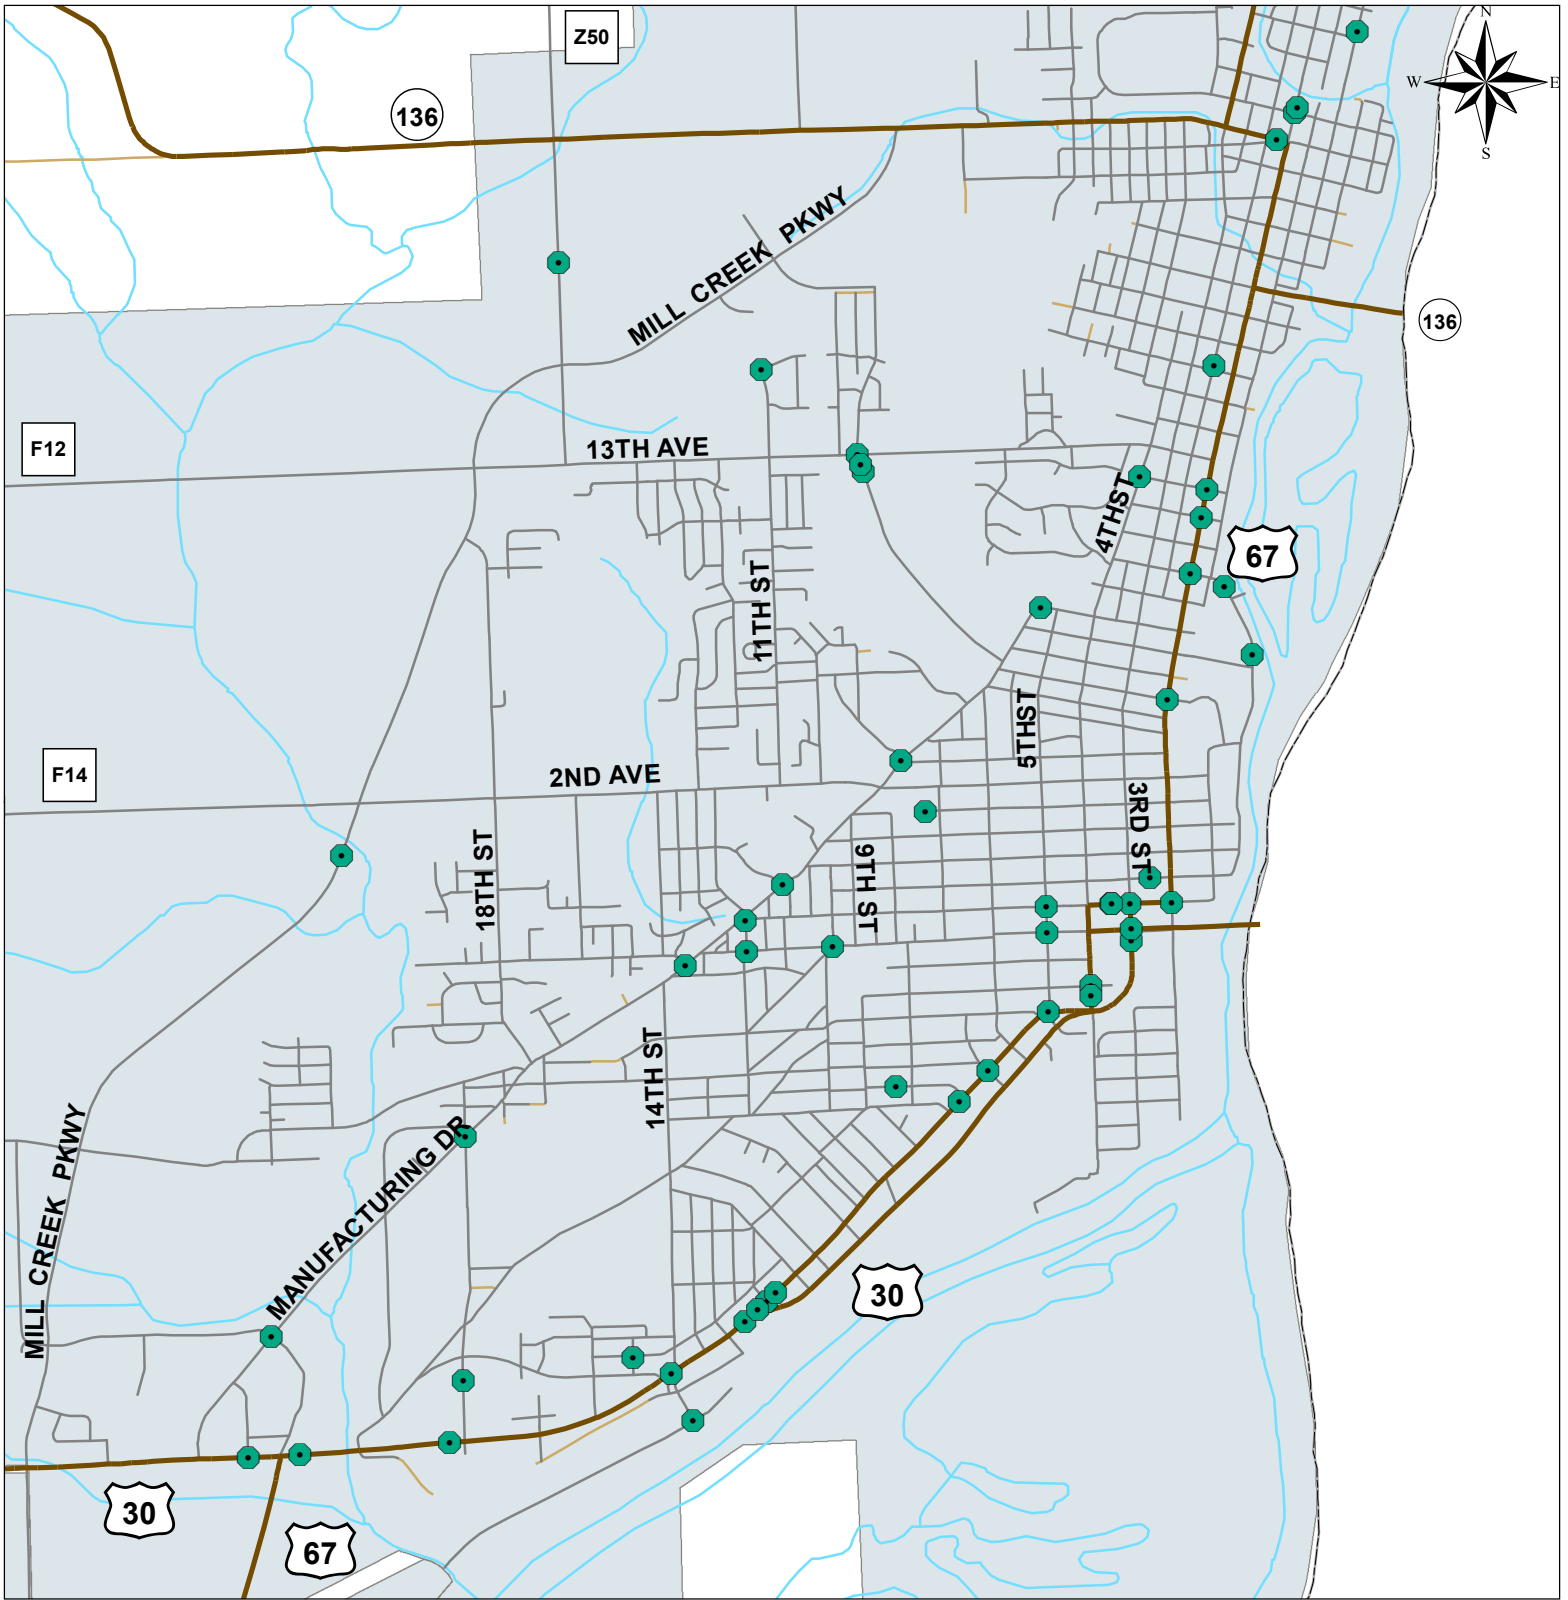 N
Z50
W
E
136
S
MILL CREEK PKWY
136
F12
13TH AVE
4THST
67
11TH ST
5THST
F14
2ND AVE
3RD ST
18TH ST
9TH ST
14TH ST
MILL CREEK PKWY
MANUFACTURING DR
30
30
67